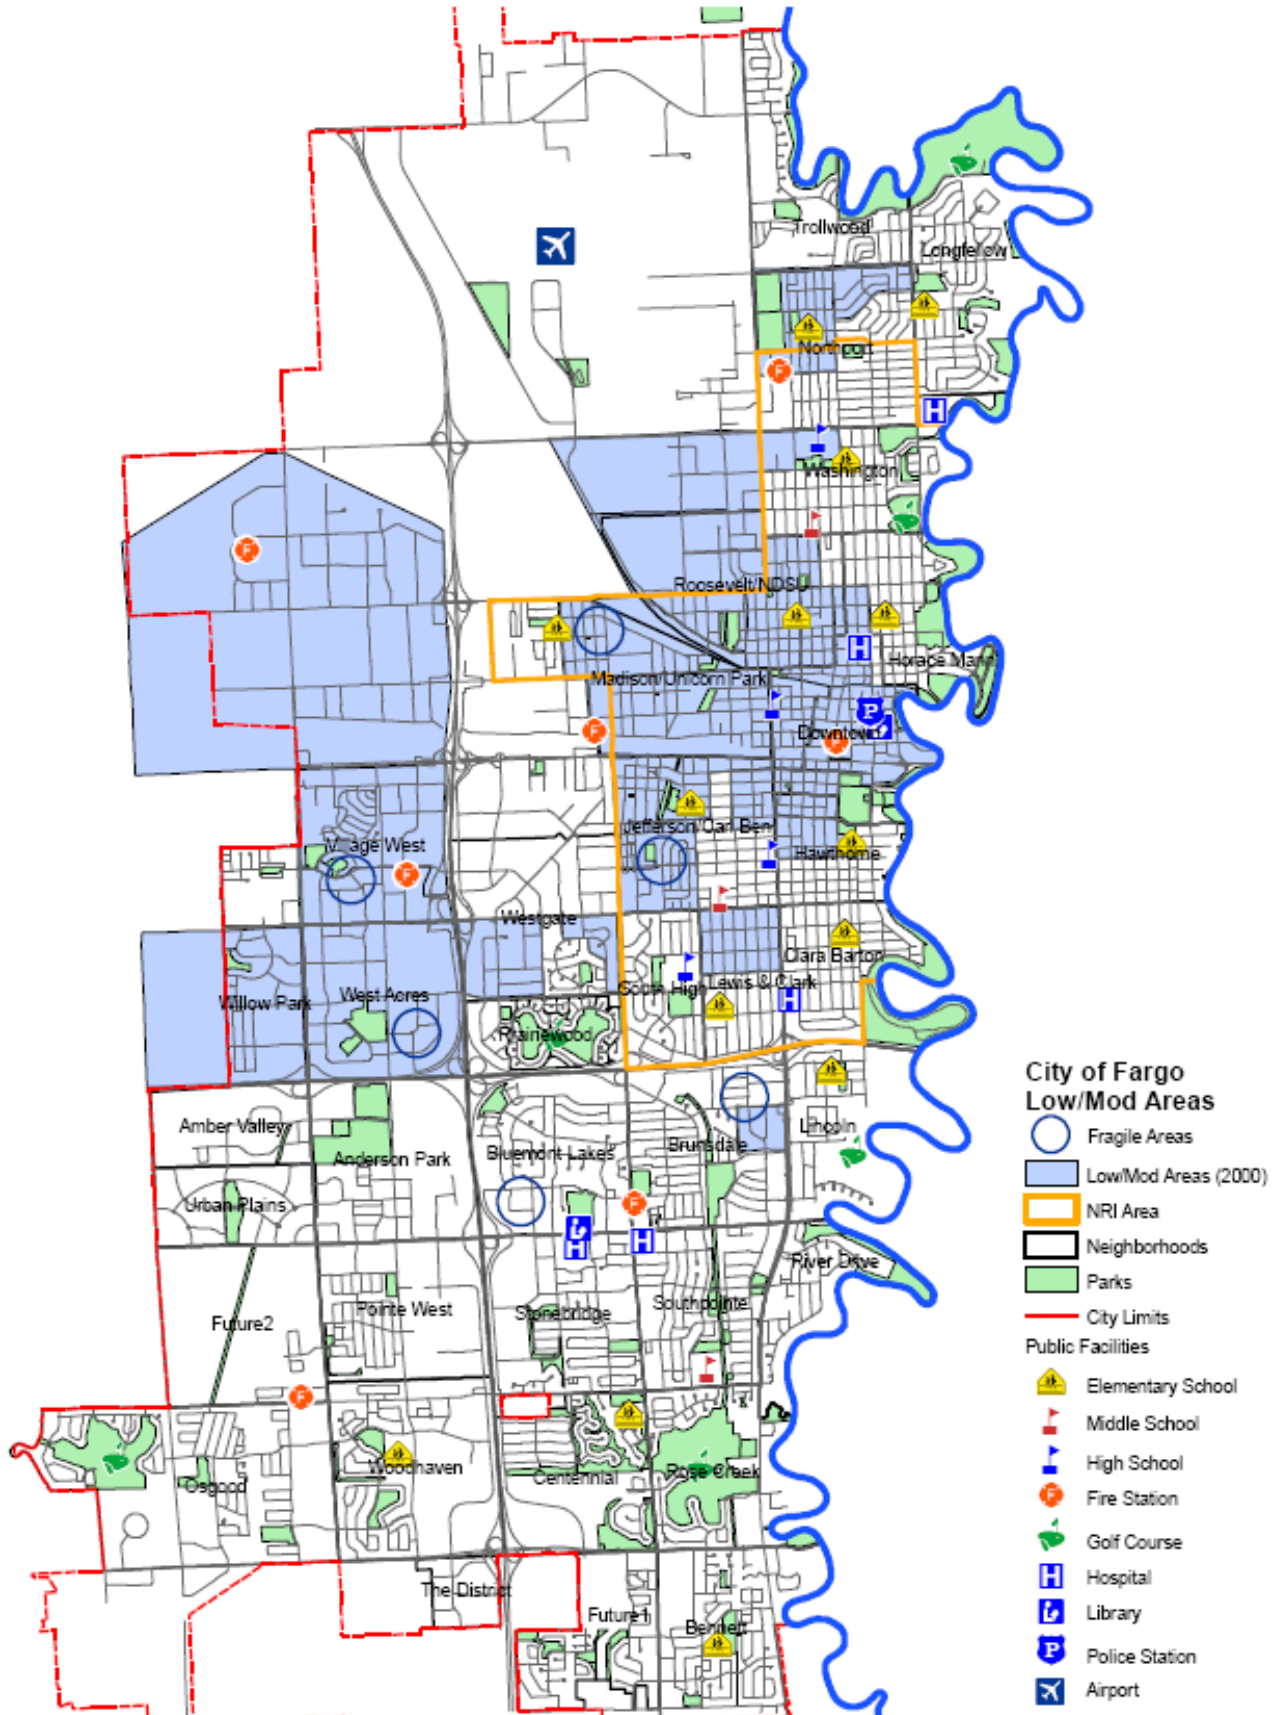 Trollwood
Longfellow
Northport
H
F
Washington
F
Roosevelt/NDSU
H
Horace Mann
Madison/Unicorn Park
P
F
Downtown
F
Jefferson/Carl Ben
Village West
Hawthorne
F
Westgate
Clara Barton
South High
Lewis & Clark
Willow Park
West Acres
H
Prairiewood
Amber Valley
Lincoln
Brunsdale
Bluemont Lakes
Anderson Park
Urban Plains
F
H
H
River Drive
Southpointe
Pointe West
Stonebridge
Future2
F
Woodhaven
Centennial
Rose Creek
Osgood
The District
Future1
Bennett
City of Fargo
Low/Mod Areas
Fragile Areas
Low/Mod Areas (2000)
NRI Area
Neighborhoods
Parks
City Limits
Public Facilities
Elementary School
Middle School
High School
F Fire Station
Golf Course
H Hospital
Library
P Police Station
Airport